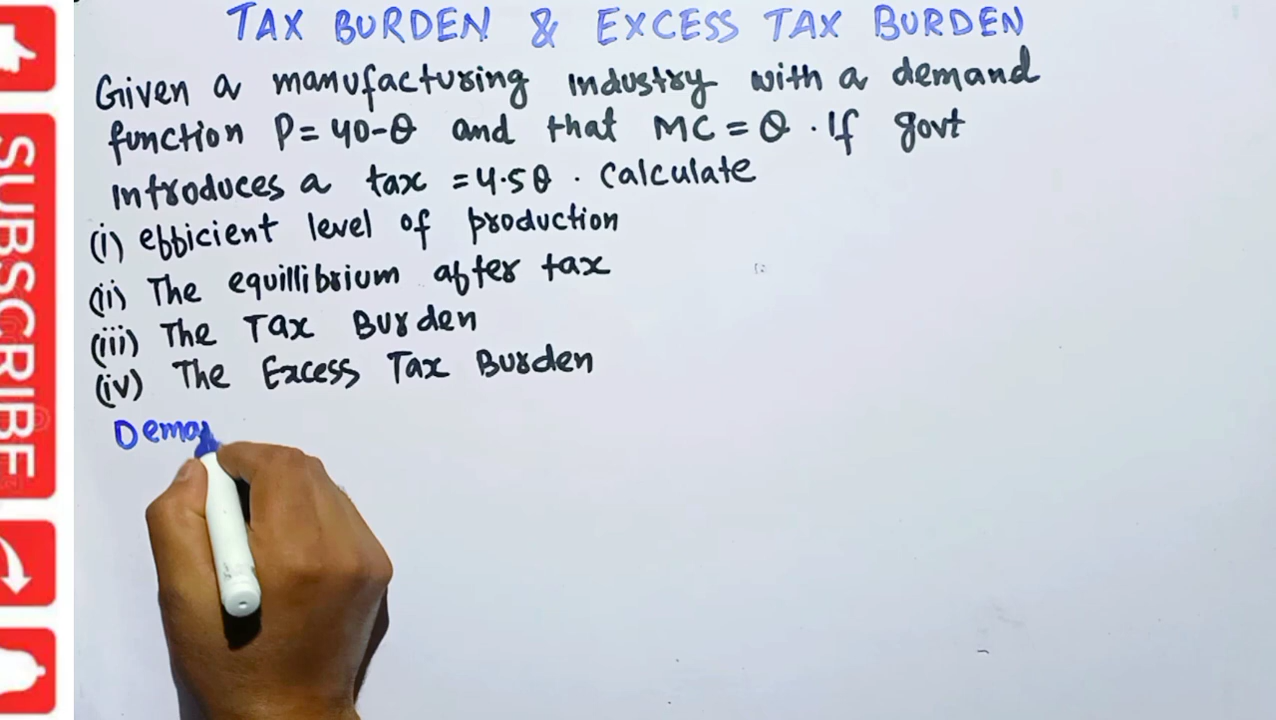 TAX BURDEN & EXCESS TAX BURDEN
Given a manufacturing industry with a demand
function P = 40-Q and that MC = Q . If govt
introduces a tax = 4.5Q . Calculate
(i) efficient level of production
(ii) The equillibrium after tax
(iii) The Tax Burden
(iv) The Excess Tax Burden
Dema
SUBSCRIBE